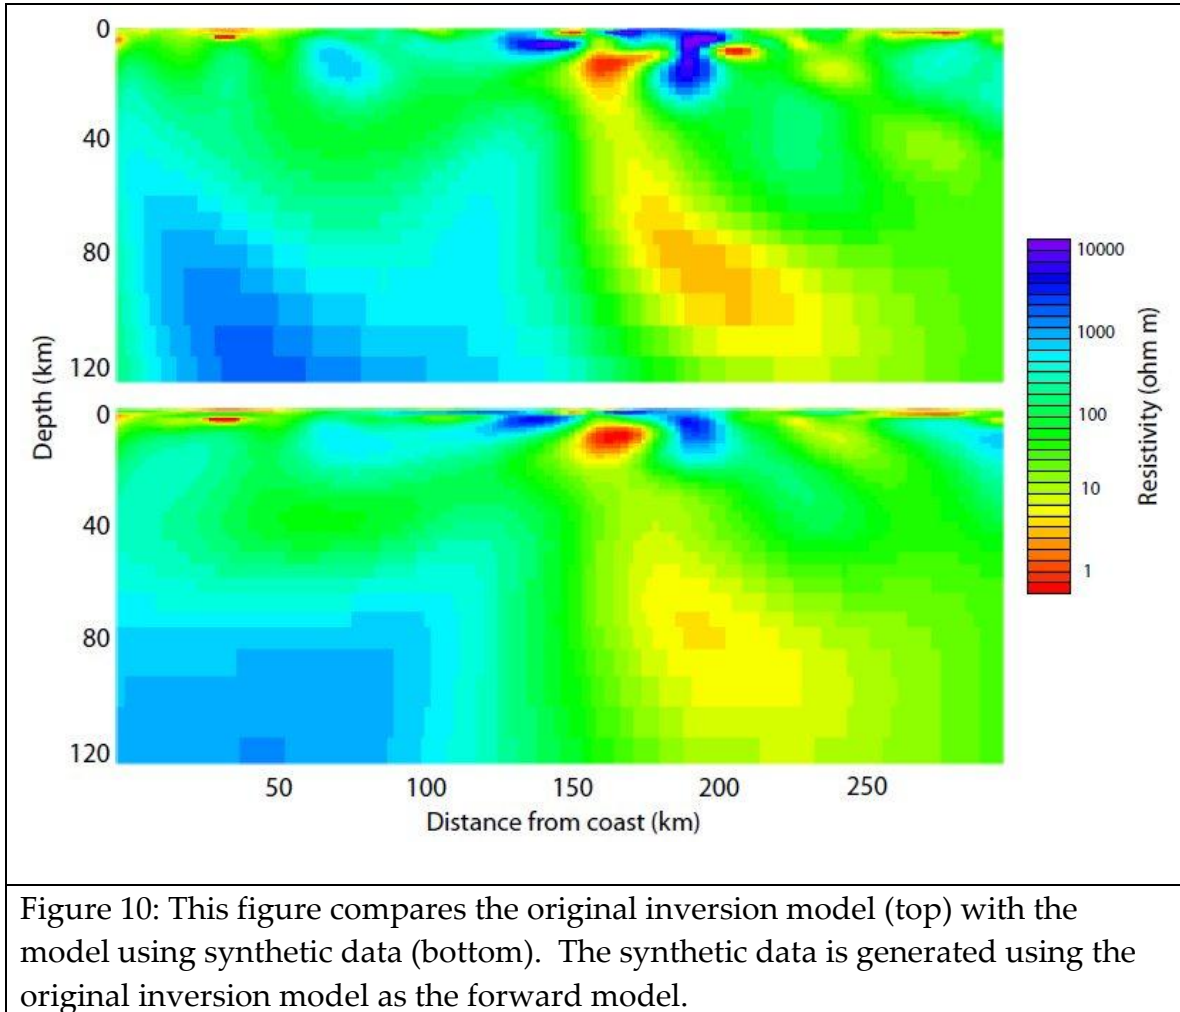 0
40
80
120
0
40
80
120
Depth (km)
50 100 150 200 250
Distance from coast (km)
10000
1000
100
10
1
Resistivity (ohm m)
Figure 10: This figure compares the original inversion model (top) with the
model using synthetic data (bottom).  The synthetic data is generated using the
original inversion model as the forward model.